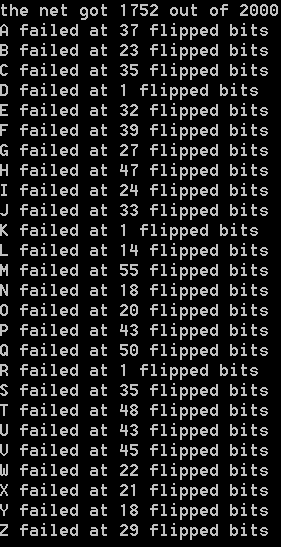 the net got 1752 out of 2000
A failed at 37 flipped bits
B failed at 23 flipped bits
C failed at 35 flipped bits
D failed at 1 flipped bits
E failed at 32 flipped bits
F failed at 39 flipped bits
G failed at 27 flipped bits
H failed at 47 flipped bits
I failed at 24 flipped bits
J failed at 33 flipped bits
K failed at 1 flipped bits
L failed at 14 flipped bits
M failed at 55 flipped bits
N failed at 18 flipped bits
O failed at 20 flipped bits
P failed at 43 flipped bits
Q failed at 50 flipped bits
R failed at 1 flipped bits
S failed at 35 flipped bits
T failed at 48 flipped bits
U failed at 43 flipped bits
V failed at 45 flipped bits
W failed at 22 flipped bits
X failed at 21 flipped bits
Y failed at 18 flipped bits
Z failed at 29 flipped bits